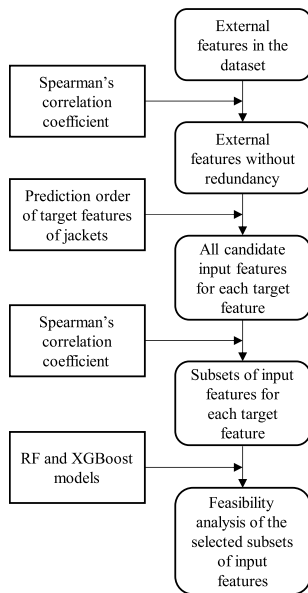 External
features in the
dataset
Spearman's
correlation
coefficient
External
features without
redundancy
Prediction order
of target features
of jackets
All candidate
input features
for each target
feature
Spearman's
correlation
coefficient
Subsets of input
features for
each target
feature
RF and XGBoost
models
Feasibility
analysis of the
selected subsets
of input
features